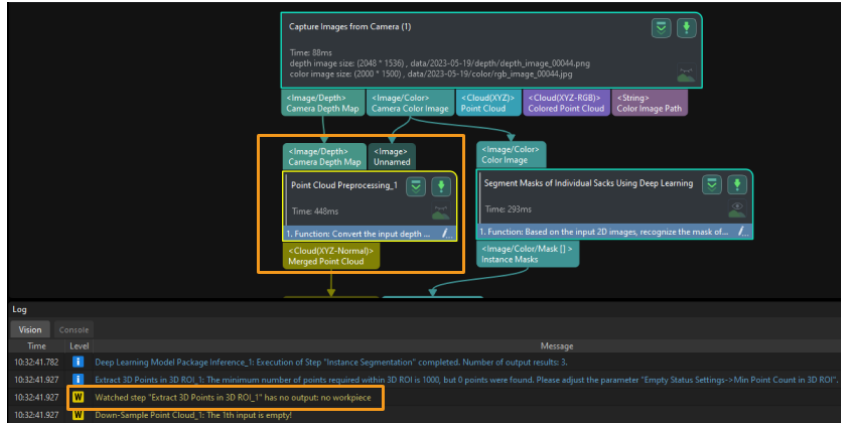 Capture Images from Camera (1)
Time: 88ms
depth image size: (2048 * 1536) , data/2023-05-19/depth/depth_image_00044.png
color image size: (2000 * 1500) , data/2023-05-19/color/rgb_image_00044.jpg
<Image/Depth> <Image/Color> <Cloud(XYZ)> <Cloud(XYZ-RGB)> <String>
Camera Depth Map Camera Color Image Point Cloud Colored Point Cloud Color Image Path
<Image/Depth> <Image> <Image/Color>
Camera Depth Map Unnamed Color Image
Point Cloud Preprocessing_1 Segment Masks of Individual Sacks Using Deep Learning
Time: 448ms Time: 293ms
1. Function: Convert the input depth ... 1. Function: Based on the input 2D images, recognize the mask of...
<Cloud(XYZ-Normal)> <Image/Color/Mask [] >
Merged Point Cloud Instance Masks
Log
Vision Console
Time Level Message
10:32:41.782 i Deep Learning Model Package Inference_1: Execution of Step "Instance Segmentation" completed. Number of output results: 3.
10:32:41.927 i Extract 3D Points in 3D ROI_1: The minimum number of points required within 3D ROI is 1000, but 0 points were found. Please adjust the parameter "Empty Status Settings->Min Point Count in 3D ROI".
10:32:41.927 W Watched step "Extract 3D Points in 3D ROI_1" has no output: no workpiece
10:32:41.927 W Down-Sample Point Cloud_1: The 1th input is empty!